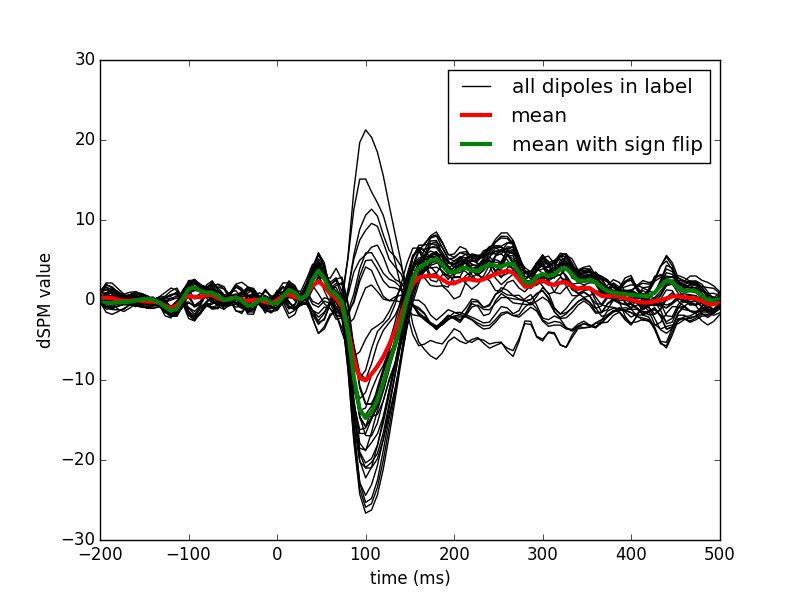 30
20
10
0
−10
−20
−30
dSPM value
all dipoles in label
mean
mean with sign flip
−200 −100 0 100 200 300 400 500
time (ms)